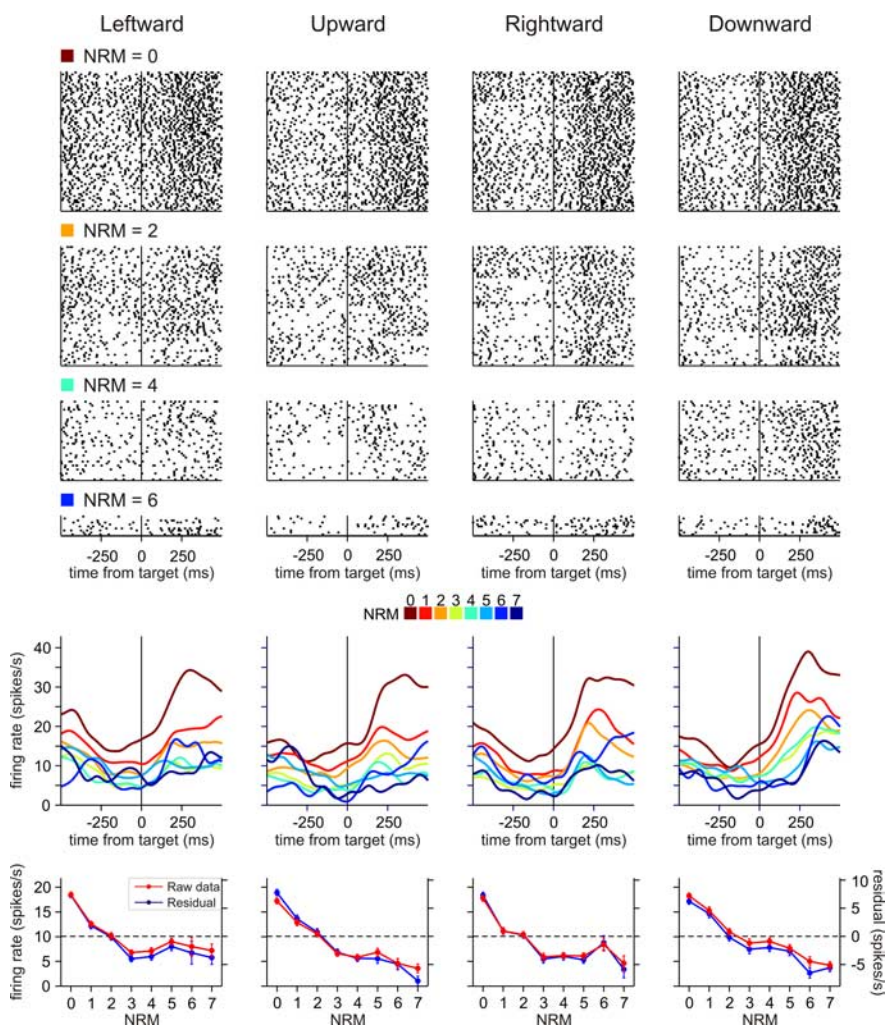 Leftward Upward Rightward Downward
NRM = 0
NRM = 2
NRM = 4
NRM = 6
-250 0 250 -250 0 250 -250 0 250 -250 0 250
time from target (ms) time from target (ms) time from target (ms) time from target (ms)
0 1 2 3 4 5 6 7
NRM
firing rate (spikes/s)
40
30
20
10
0
-250 0 250 -250 0 250 -250 0 250 -250 0 250
time from target (ms) time from target (ms) time from target (ms) time from target (ms)
firing rate (spikes/s)
20
15
10
5
0
Raw data
Residual
10
5
0
-5
residual (spikes/s)
0 1 2 3 4 5 6 7 0 1 2 3 4 5 6 7 0 1 2 3 4 5 6 7 0 1 2 3 4 5 6 7
NRM NRM NRM NRM